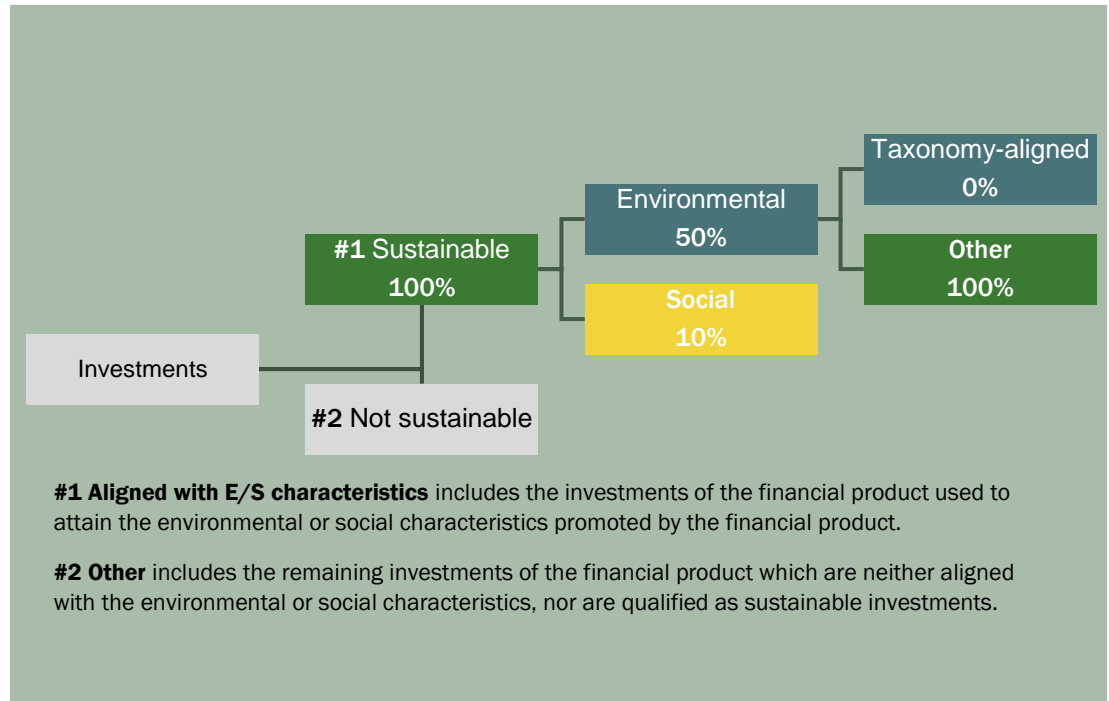 Taxonomy-aligned
0%
Environmental
50%
#1 Sustainable
100%
Other
100%
Social
10%
Investments
#2 Not sustainable
#1 Aligned with E/S characteristics includes the investments of the financial product used to
attain the environmental or social characteristics promoted by the financial product.
#2 Other includes the remaining investments of the financial product which are neither aligned
with the environmental or social characteristics, nor are qualified as sustainable investments.